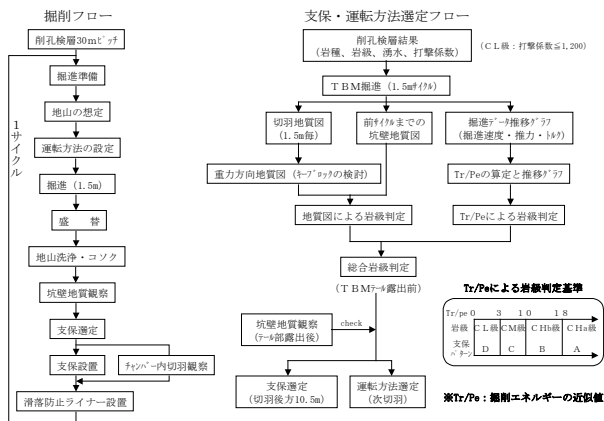 掘削フロー
削孔検層30mピッチ
掘進準備
地山の想定
運転方法の設定
掘進（1.5m）
盛　替
地山洗浄・コソク
坑壁地質観察
支保選定
支保設置
チャンバー内切羽観察
滑落防止ライナー設置
1サイクル
支保・運転方法選定フロー
削孔検層結果
（岩種、岩級、湧水、打撃係数）
（CL級：打撃係数≦1,200）
TBM掘進（1.5mサイクル）
切羽地質図
（1.5m毎）
前サイクルまでの
坑壁地質図
掘進データ推移グラフ
（掘進速度・推力・トルク）
重力方向地質図（キーブロックの検討）
Tr/Peの算定と推移グラフ
地質図による岩級判定
Tr/Peによる岩級判定
総合岩級判定
（TBMテール露出前）
坑壁地質観察
（テール部露出後）
check
支保選定
（切羽後方10.5m）
運転方法選定
（次切羽）
Tr/Peによる岩級判定基準
Tr/pe 0 3 10 18
岩級 CL級 CM級 CHb級 CHa級
支保
パターン D C B A
※Tr/Pe：掘削エネルギーの近似値